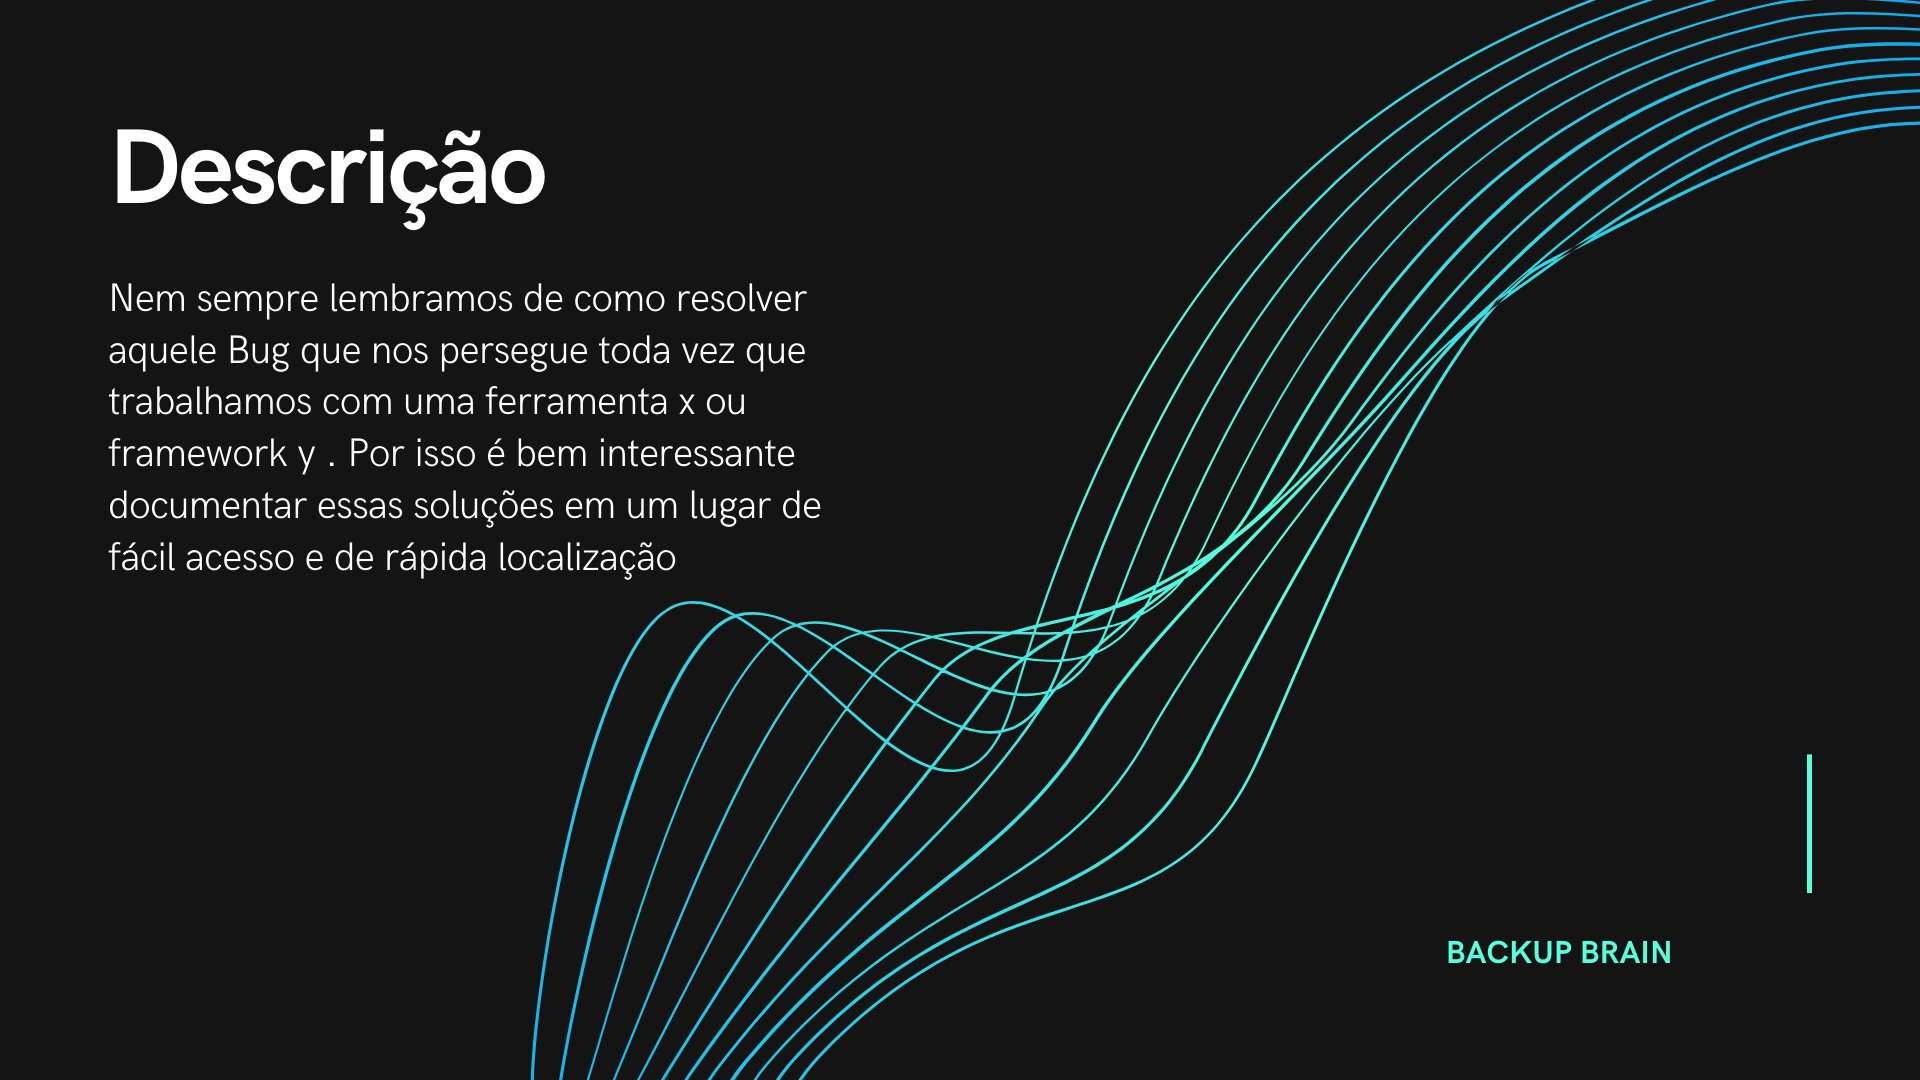 Descrição
Nem sempre lembramos de como resolver
aquele Bug que nos persegue toda vez que
trabalhamos com uma ferramenta x ou
framework y . Por isso é bem interessante
documentar essas soluções em um lugar de
fácil acesso e de rápida localização
BACKUP BRAIN